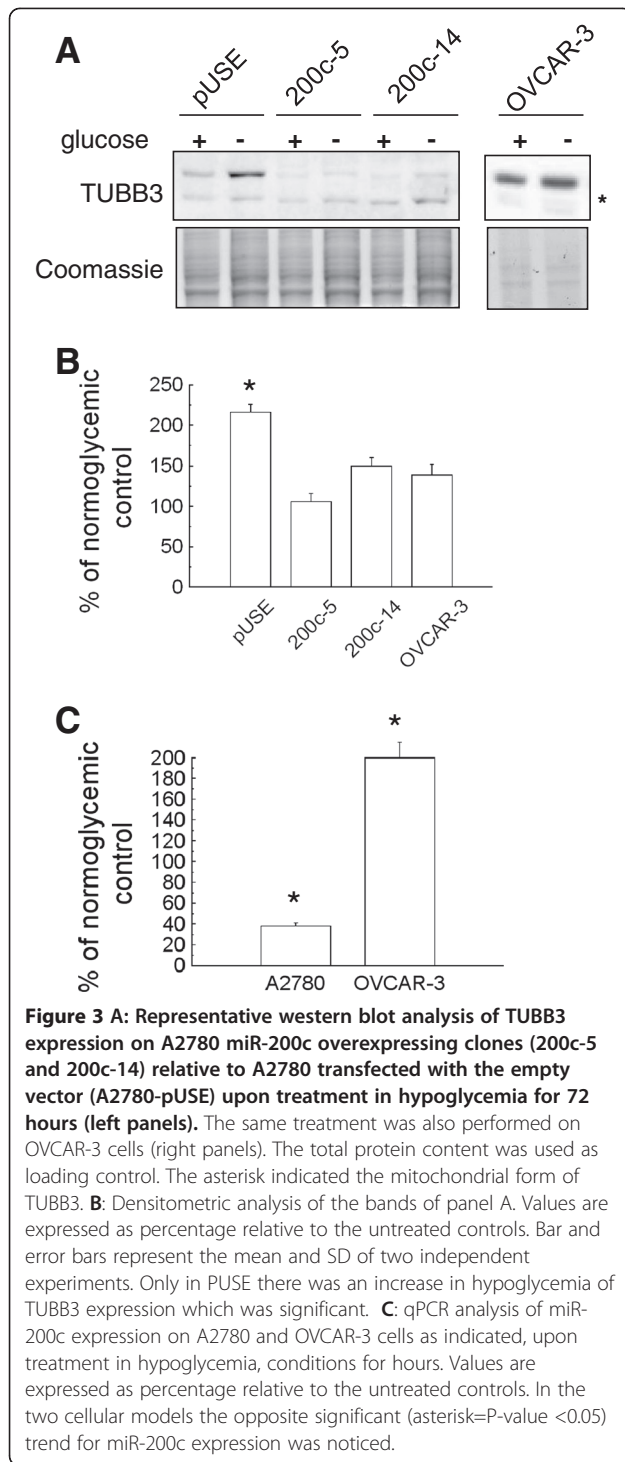 A
pUSE 200c-5 200c-14 OVCAR-3
glucose + - + - + - + -
TUBB3 *
Coomassie
B
% of normoglycemic
control
250
200
150
100
50
0
*
pUSE 200c-5 200c-14 OVCAR-3
C
% of normoglycemic
control
200
180
160
140
120
100
80
60
40
20
0
*
*
A2780 OVCAR-3
Figure 3 A: Representative western blot analysis of TUBB3
expression on A2780 miR-200c overexpressing clones (200c-5
and 200c-14) relative to A2780 transfected with the empty
vector (A2780-pUSE) upon treatment in hypoglycemia for 72
hours (left panels). The same treatment was also performed on
OVCAR-3 cells (right panels). The total protein content was used as
loading control. The asterisk indicated the mitochondrial form of
TUBB3. B: Densitometric analysis of the bands of panel A. Values are
expressed as percentage relative to the untreated controls. Bar and
error bars represent the mean and SD of two independent
experiments. Only in PUSE there was an increase in hypoglycemia of
TUBB3 expression which was significant. C: qPCR analysis of miR-
200c expression on A2780 and OVCAR-3 cells as indicated, upon
treatment in hypoglycemia, conditions for hours. Values are
expressed as percentage relative to the untreated controls. In the
two cellular models the opposite significant (asterisk=P-value <0.05)
trend for miR-200c expression was noticed.